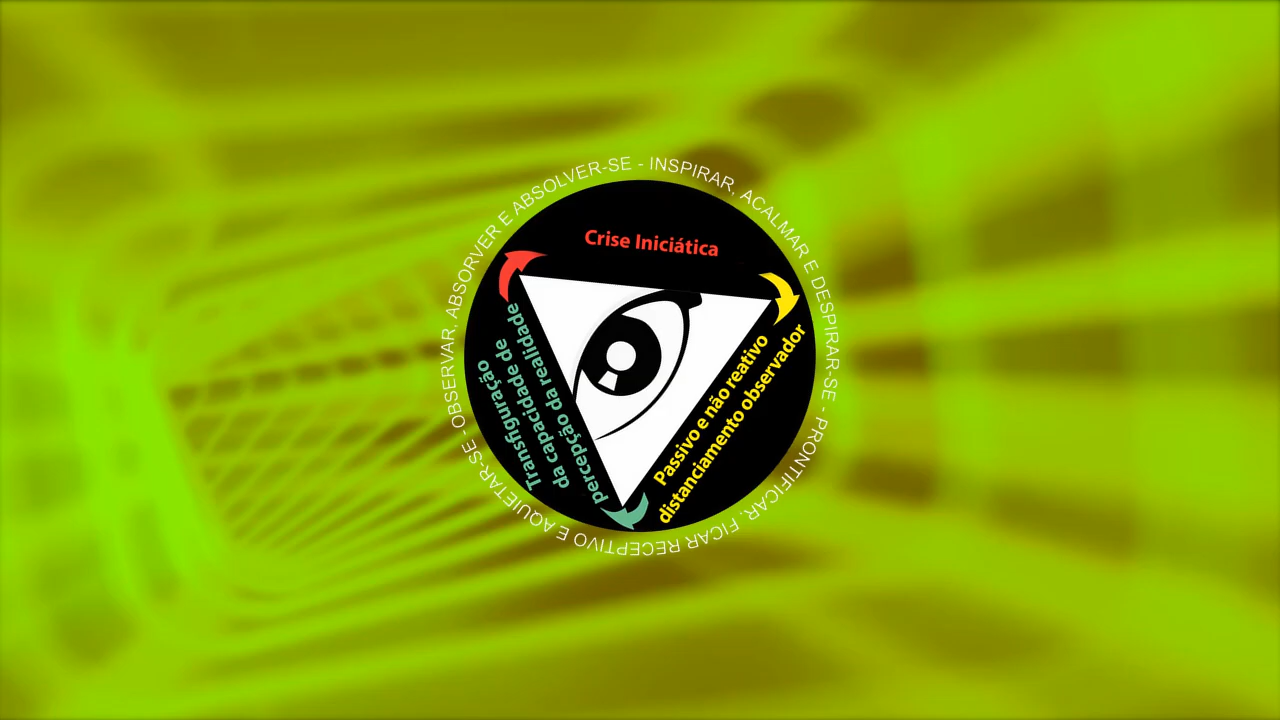 OBSERVAR, ABSORVER E ABSOLVER-SE - INSPIRAR, ACALMAR E DESPIRAR-SE - PRONTIFICAR, FICAR RECEPTIVO E AQUIETAR-SE -
Crise Iniciática
Passivo e não reativo
distanciamento observador
Transfiguração
da capacidade de
percepção da realidade